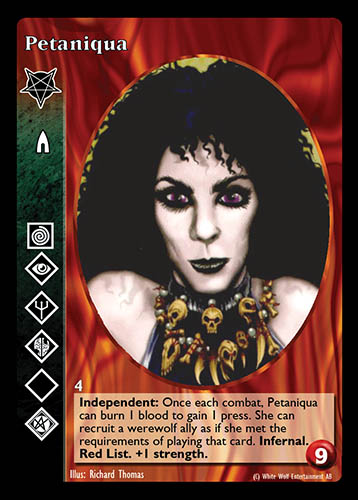 Petaniqua
4
Independent: Once each combat, Petaniqua
can burn 1 blood to gain 1 press. She can
recruit a werewolf ally as if she met the
requirements of playing that card. Infernal.
Red List. +1 strength.
9
Illus: Richard Thomas
(C) White Wolf Entertainment AB